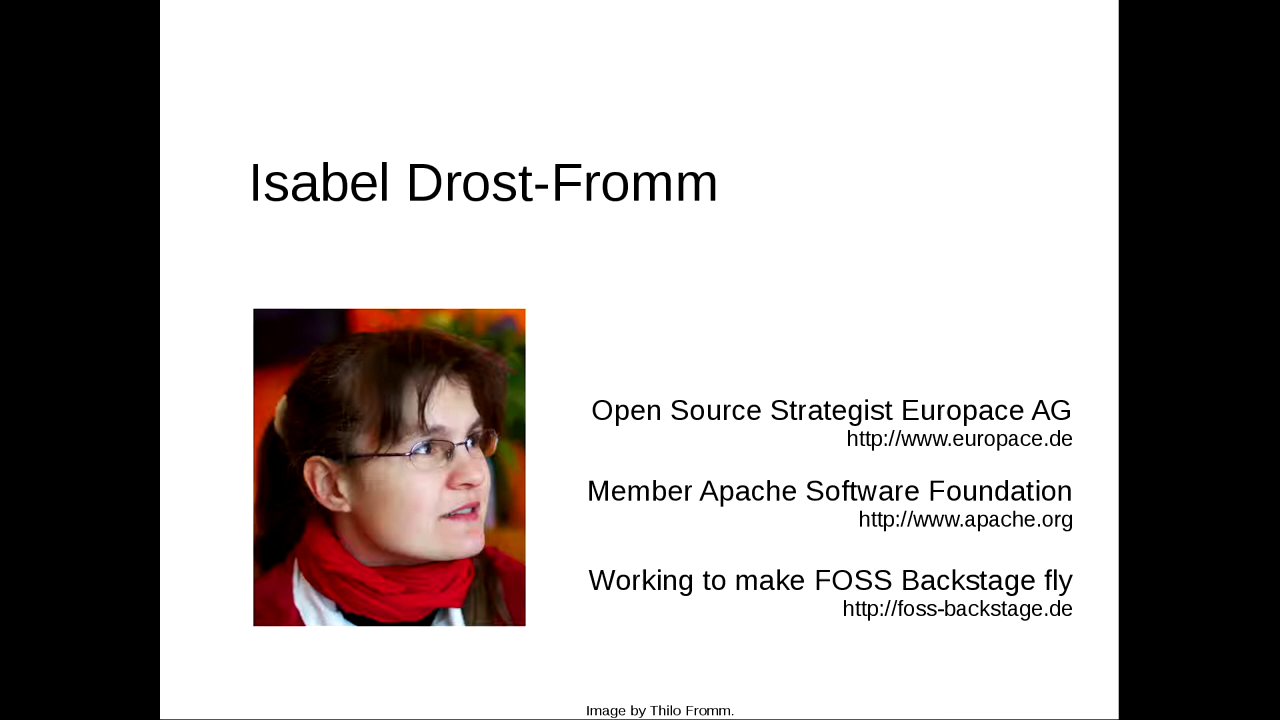 Isabel Drost-Fromm
Open Source Strategist Europace AG
http://www.europace.de
Member Apache Software Foundation
http://www.apache.org
Working to make FOSS Backstage fly
http://foss-backstage.de
Image by Thilo Fromm.